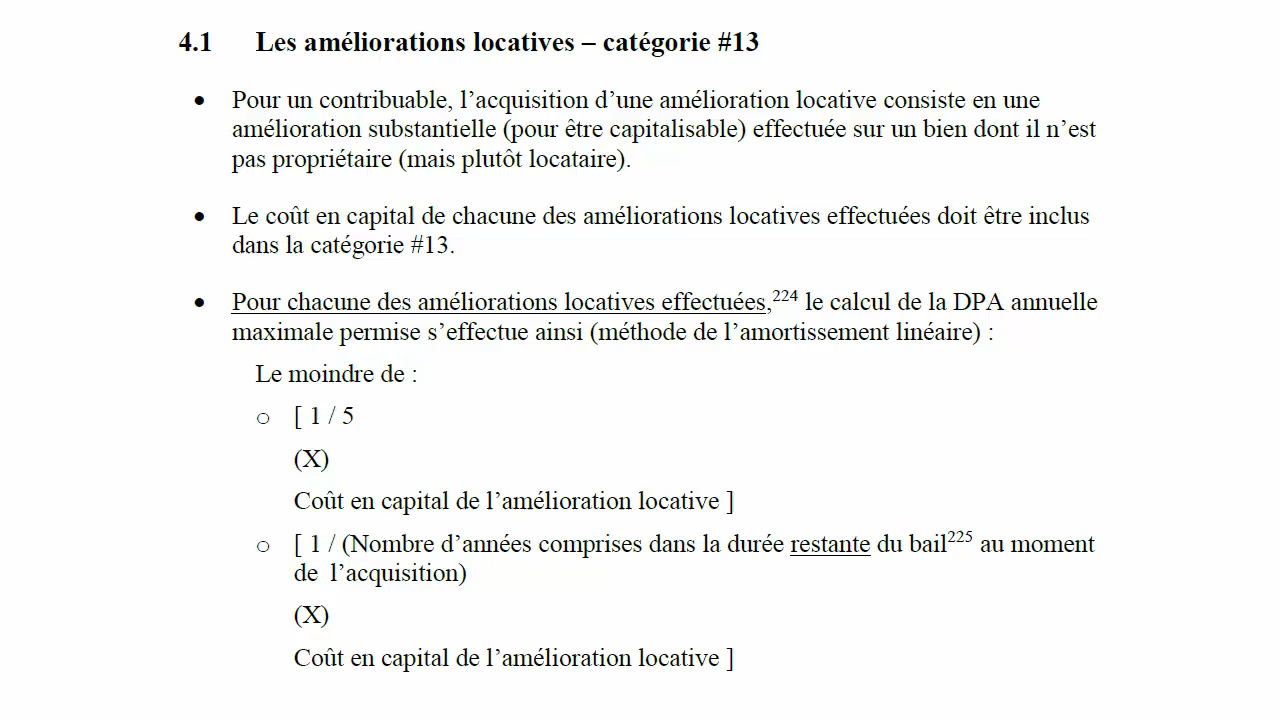 4.1 Les améliorations locatives – catégorie #13
• Pour un contribuable, l’acquisition d’une amélioration locative consiste en une
amélioration substantielle (pour être capitalisable) effectuée sur un bien dont il n’est
pas propriétaire (mais plutôt locataire).
• Le coût en capital de chacune des améliorations locatives effectuées doit être inclus
dans la catégorie #13.
• Pour chacune des améliorations locatives effectuées,224 le calcul de la DPA annuelle
maximale permise s’effectue ainsi (méthode de l’amortissement linéaire) :
Le moindre de :
o [ 1 / 5
(X)
Coût en capital de l’amélioration locative ]
o [ 1 / (Nombre d’années comprises dans la durée restante du bail225 au moment
de l’acquisition)
(X)
Coût en capital de l’amélioration locative ]